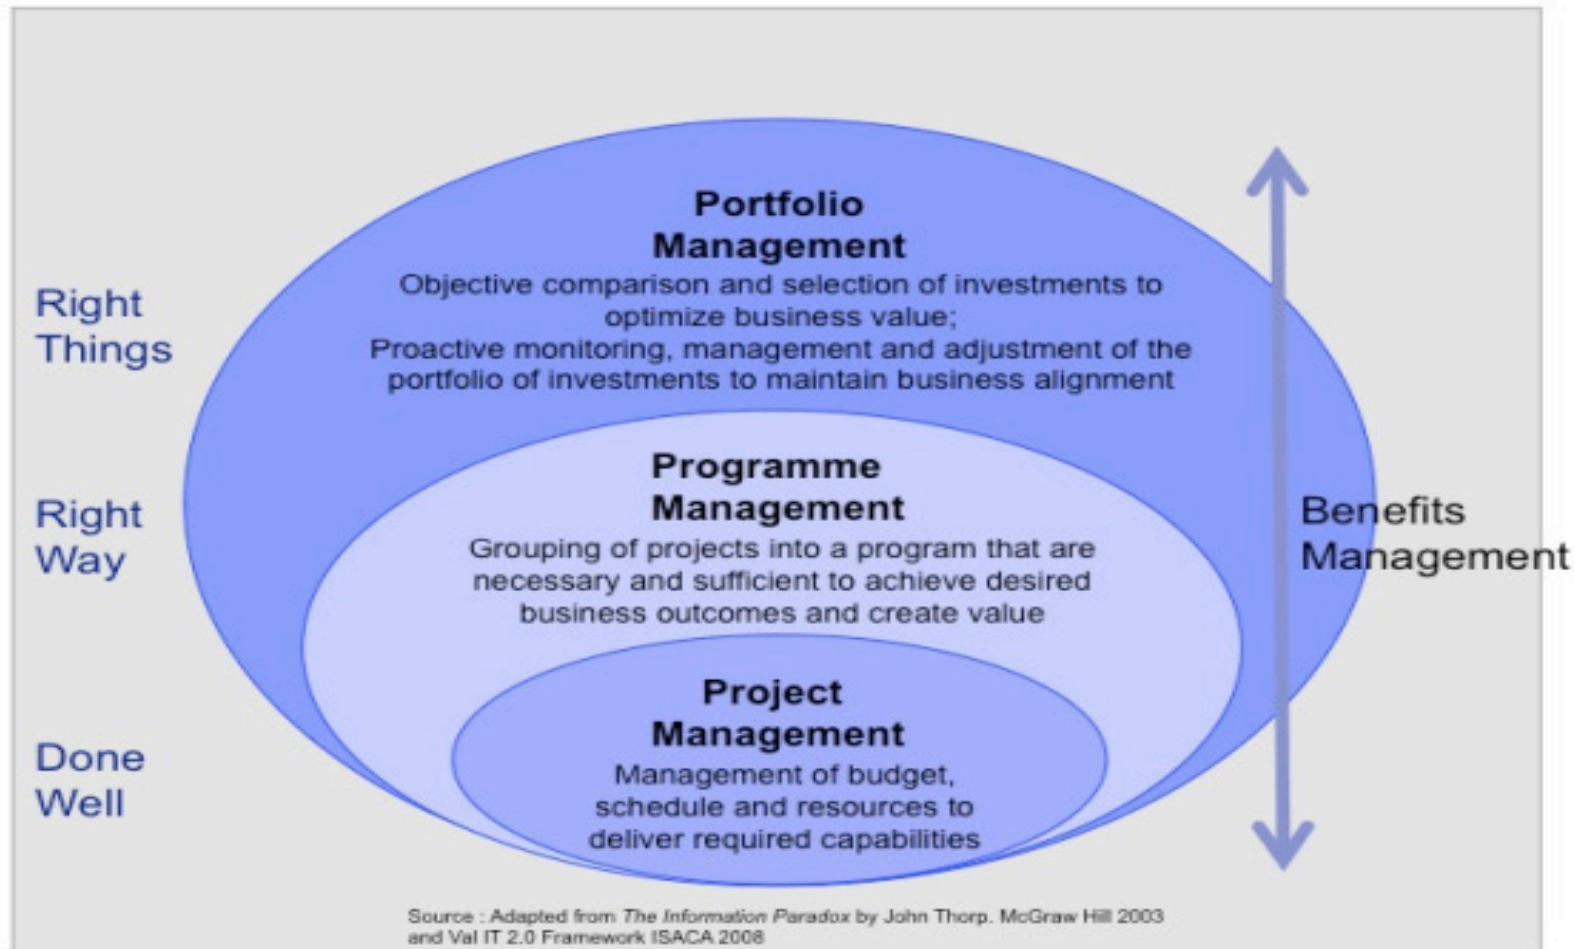 Portfolio
Management
Objective comparison and selection of investments to
optimize business value;
Proactive monitoring, management and adjustment of the
portfolio of investments to maintain business alignment
Right
Things
Programme
Management
Grouping of projects into a program that are
necessary and sufficient to achieve desired
business outcomes and create value
Right
Way
Benefits
Management
Project
Management
Management of budget,
schedule and resources to
deliver required capabilities
Done
Well
Source : Adapted from The Information Paradox by John Thorp. McGraw Hill 2003
and Val IT 2.0 Framework ISACA 2008